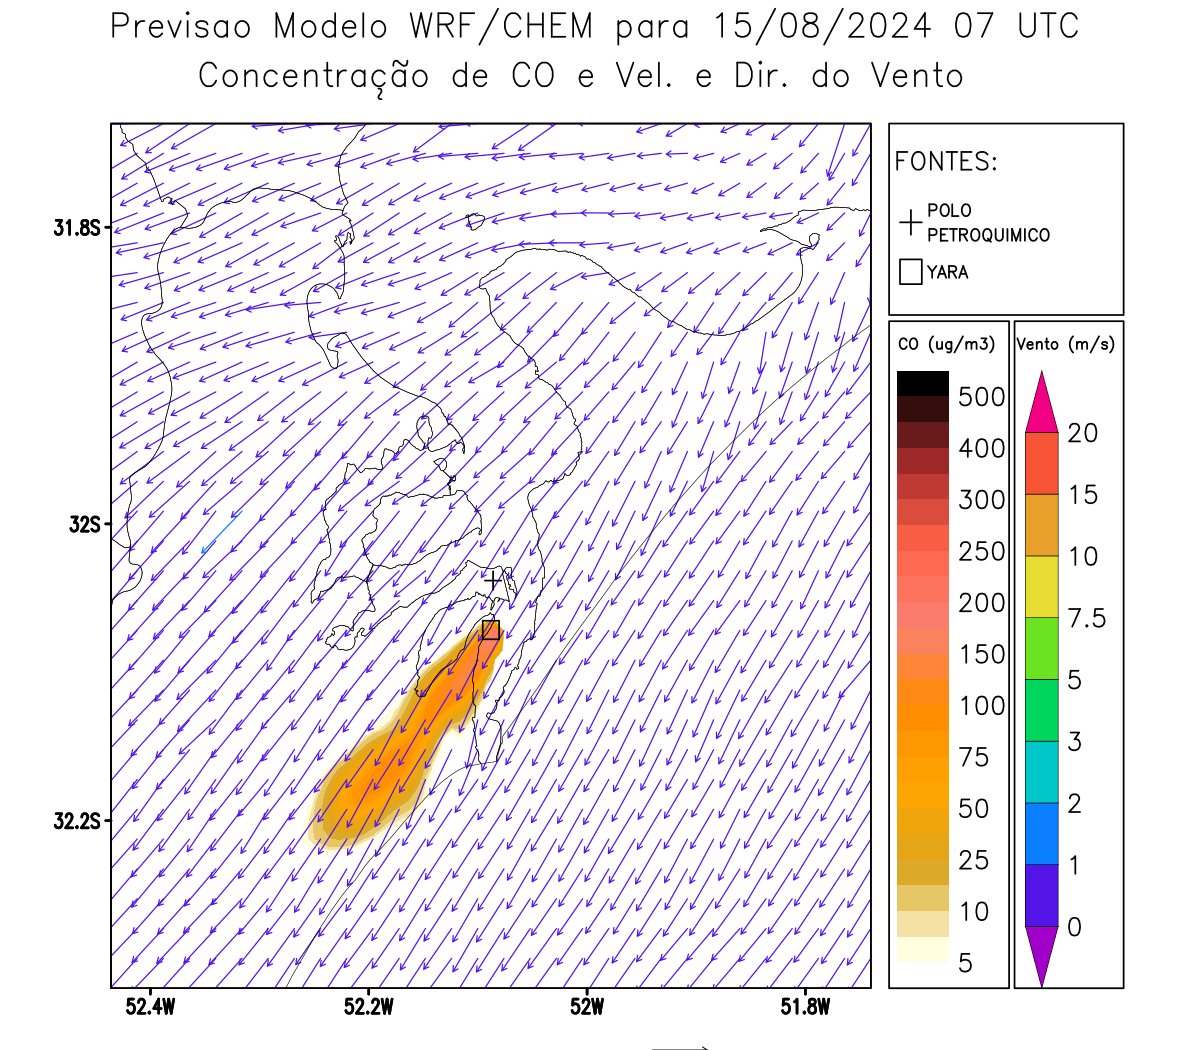 Previsao Modelo WRF/CHEM para 15/08/2024 07 UTC
Concentração de CO e Vel. e Dir. do Vento
FONTES:
POLO
PETROQUIMICO
YARA
CO (ug/m3)
500
400
300
250
200
150
100
75
50
25
10
5
Vento (m/s)
20
15
10
7.5
5
3
2
1
0
31.8S
32S
32.2S
52.4W
52.2W
52W
51.8W